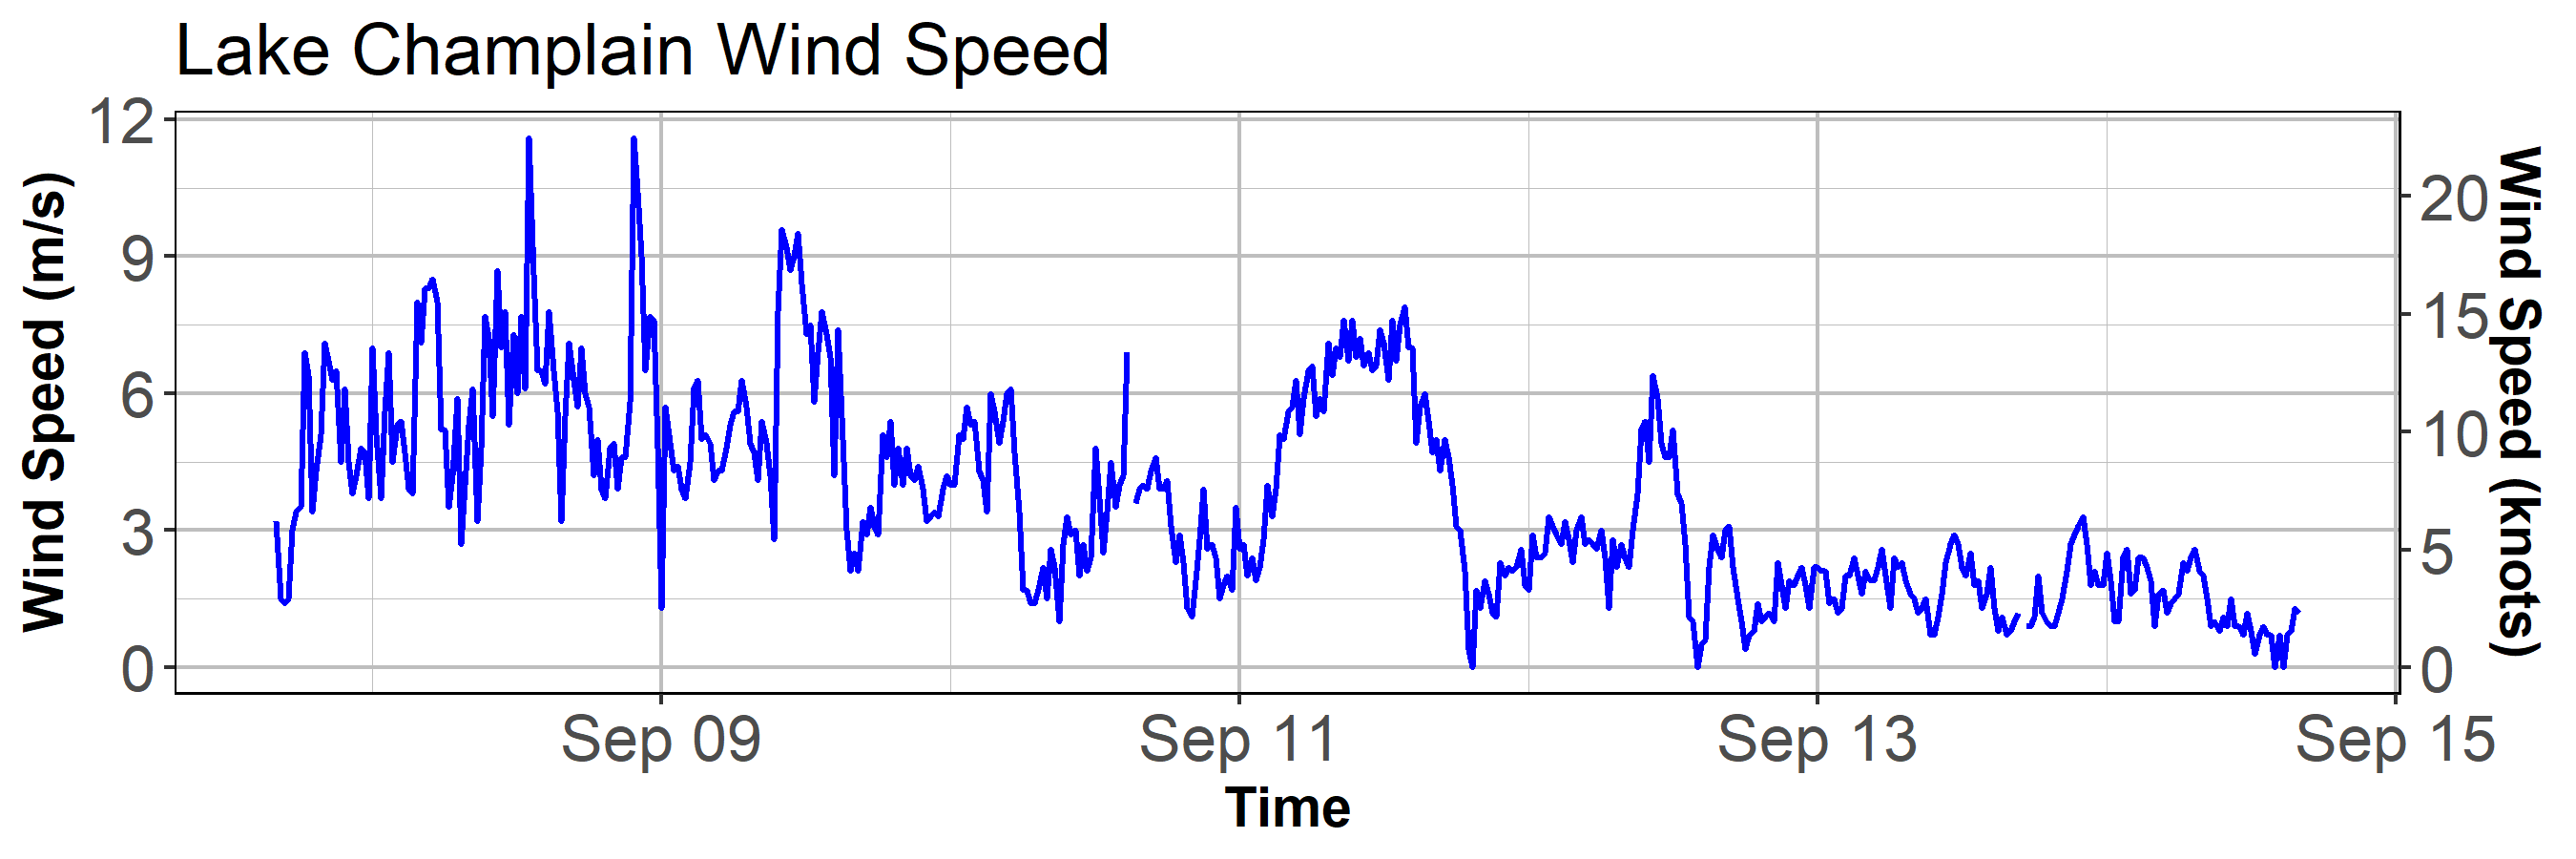 Lake Champlain Wind Speed
Wind Speed (m/s)
12
9
6
3
0
20
15
10
5
0
Wind Speed (knots)
Sep 09
Sep 11
Sep 13
Sep 15
Time